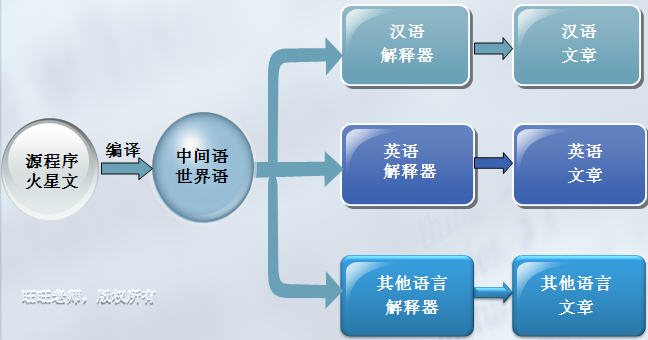 源程序
火星文
编译
中间语
世界语
汉语
解释器
汉语
文章
英语
解释器
英语
文章
其他语言
解释器
其他语言
文章
旺旺老师，版权所有